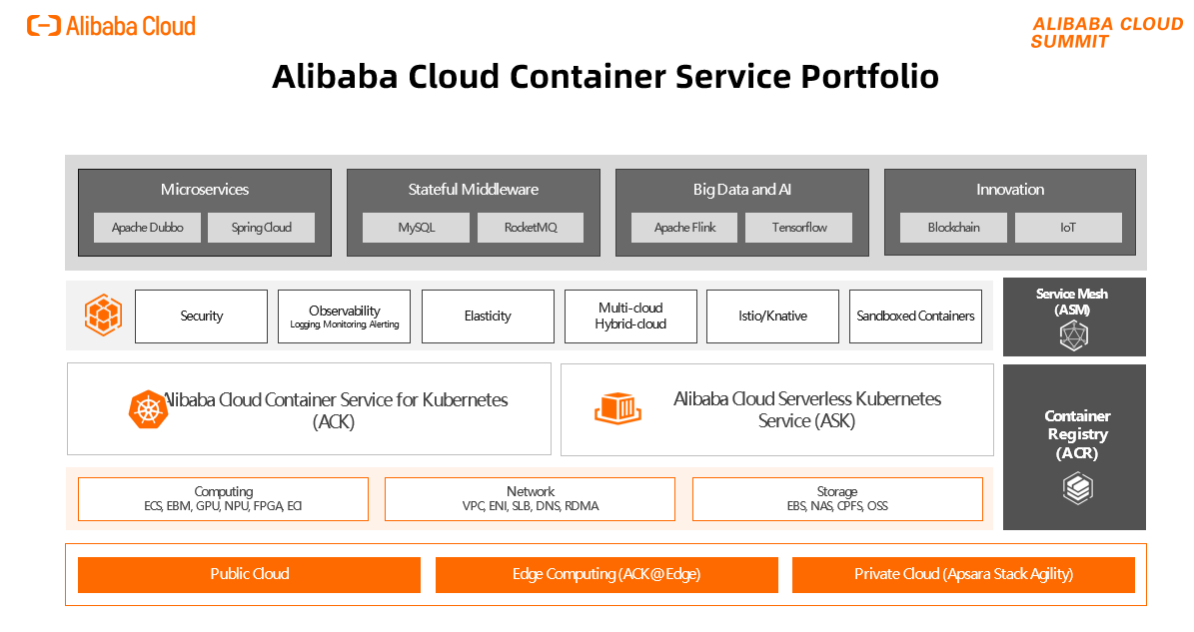 Alibaba Cloud
ALIBABA CLOUD
SUMMIT
Alibaba Cloud Container Service Portfolio
Microservices
Apache Dubbo
Spring Cloud
Stateful Middleware
MySQL
RocketMQ
Big Data and AI
Apache Flink
Tensorflow
Innovation
Blockchain
IoT
Security
Observability
Logging, Monitoring, Alerting
Elasticity
Multi-cloud
Hybrid-cloud
Istio/Knative
Sandboxed Containers
Service Mesh
(ASM)
Alibaba Cloud Container Service for Kubernetes
(ACK)
Alibaba Cloud Serverless Kubernetes
Service (ASK)
Container
Registry
(ACR)
Computing
ECS, EBM, GPU, NPU, FPGA, ECI
Network
VPC, ENI, SLB, DNS, RDMA
Storage
EBS, NAS, CPFS, OSS
Public Cloud
Edge Computing (ACK@Edge)
Private Cloud (Apsara Stack Agility)